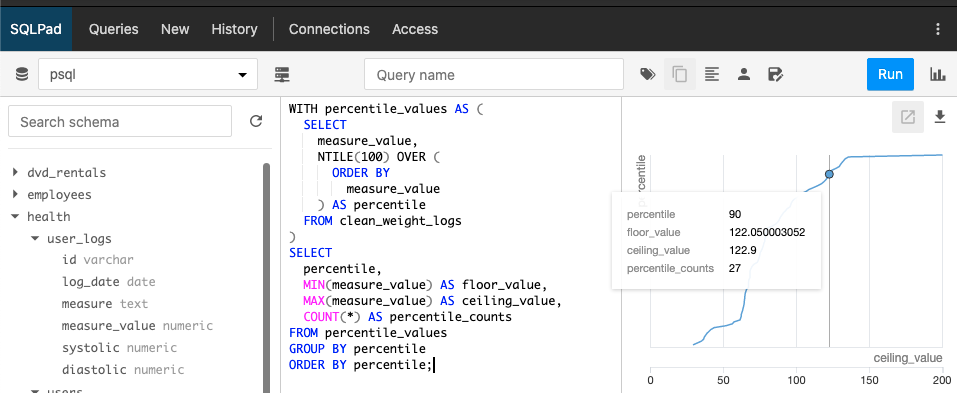 SQLPad Queries New History Connections Access
psql Query name Run
Search schema
dvd_rentals
employees
health
user_logs
id varchar
log_date date
measure text
measure_value numeric
systolic numeric
diastolic numeric
users
WITH percentile_values AS (
SELECT
measure_value,
NTILE(100) OVER (
ORDER BY
measure_value
) AS percentile
FROM clean_weight_logs
)
SELECT
percentile,
MIN(measure_value) AS floor_value,
MAX(measure_value) AS ceiling_value,
COUNT(*) AS percentile_counts
FROM percentile_values
GROUP BY percentile
ORDER BY percentile;
percentile
percentile 90
floor_value 122.050003052
ceiling_value 122.9
percentile_counts 27
ceiling_value
0 50 100 150 200